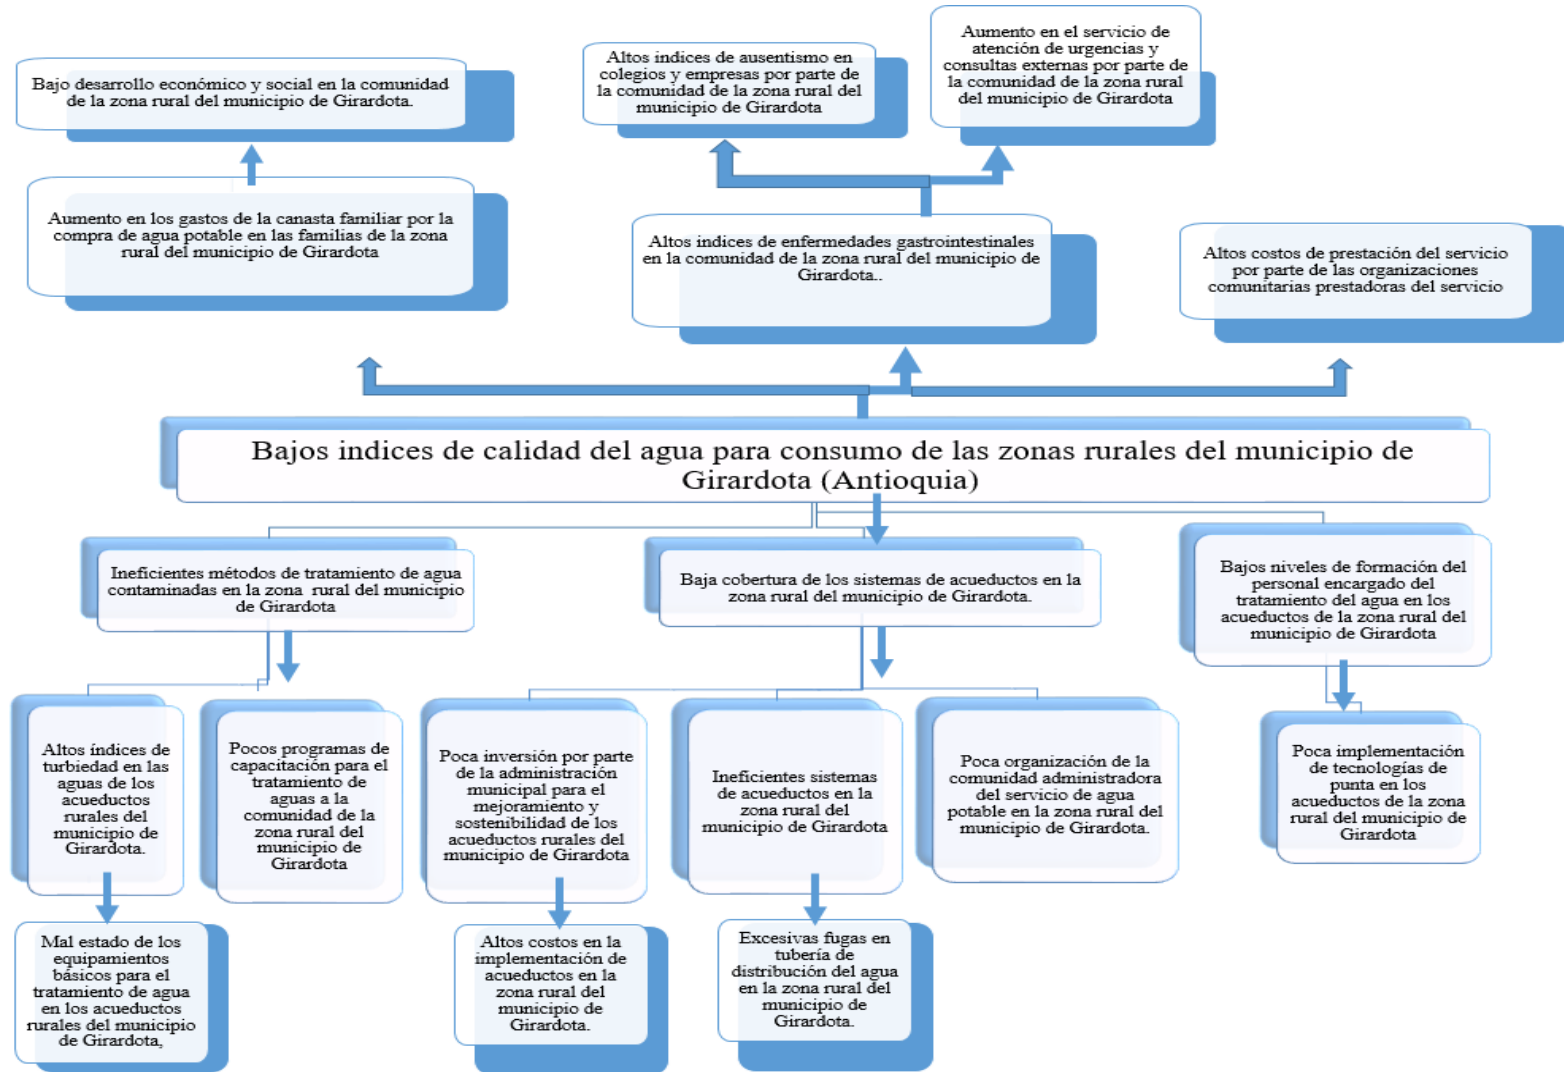 Bajo desarrollo económico y social en la comunidad
de la zona rural del municipio de Girardota.
Altos indices de ausentismo en
colegios y empresas por parte de
la comunidad de la zona rural del
municipio de Girardota
Aumento en el servicio de
atención de urgencias y
consultas externas por parte de
la comunidad de la zona rural
del municipio de Girardota
Aumento en los gastos de la canasta familiar por la
compra de agua potable en las familias de la zona
rural del municipio de Girardota
Altos indices de enfermedades gastrointestinales
en la comunidad de la zona rural del municipio de
Girardota..
Altos costos de prestación del servicio
por parte de las organizaciones
comunitarias prestadoras del servicio
Bajos indices de calidad del agua para consumo de las zonas rurales del municipio de
Girardota (Antioquia)
Ineficientes métodos de tratamiento de agua
contaminadas en la zona rural del municipio
de Girardota
Baja cobertura de los sistemas de acueductos en la
zona rural del municipio de Girardota.
Bajos niveles de formación del
personal encargado del
tratamiento del agua en los
acueductos de la zona rural del
municipio de Girardota
Altos índices de
turbiedad en las
aguas de los
acueductos
rurales del
municipio de
Girardota.
Pocos programas de
capacitación para el
tratamiento de
aguas a la
comunidad de la
zona rural del
municipio de
Girardota
Poca inversión por parte
de la administración
municipal para el
mejoramiento y
sostenibilidad de los
acueductos rurales del
municipio de Girardota
Ineficientes sistemas
de acueductos en la
zona rural del
municipio de Girardota
Poca organización de la
comunidad administradora
del servicio de agua
potable en la zona rural del
municipio de Girardota.
Poca implementación
de tecnologías de
punta en los
acueductos de la zona
rural del municipio de
Girardota
Mal estado de los
equipamientos
básicos para el
tratamiento de agua
en los acueductos
rurales del municipio
de Girardota,
Altos costos en la
implementación de
acueductos en la
zona rural del
municipio de
Girardota.
Excesivas fugas en
tubería de
distribución del agua
en la zona rural del
municipio de
Girardota.